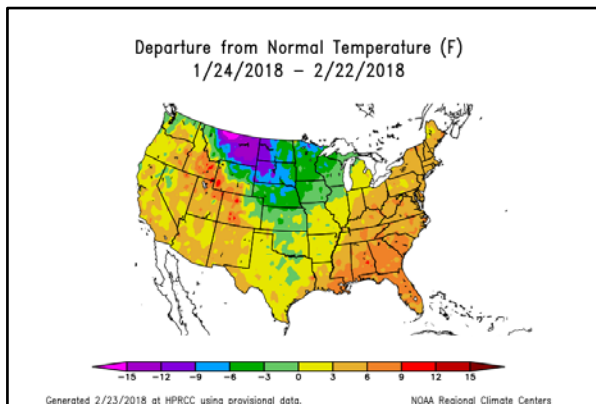 Departure from Normal Temperature (F)
1/24/2018 – 2/22/2018
−15 −12 −9 −6 −3 0 3 6 9 12 15
Generated 2/23/2018 at HPRCC using provisional data. NOAA Regional Climate Centers